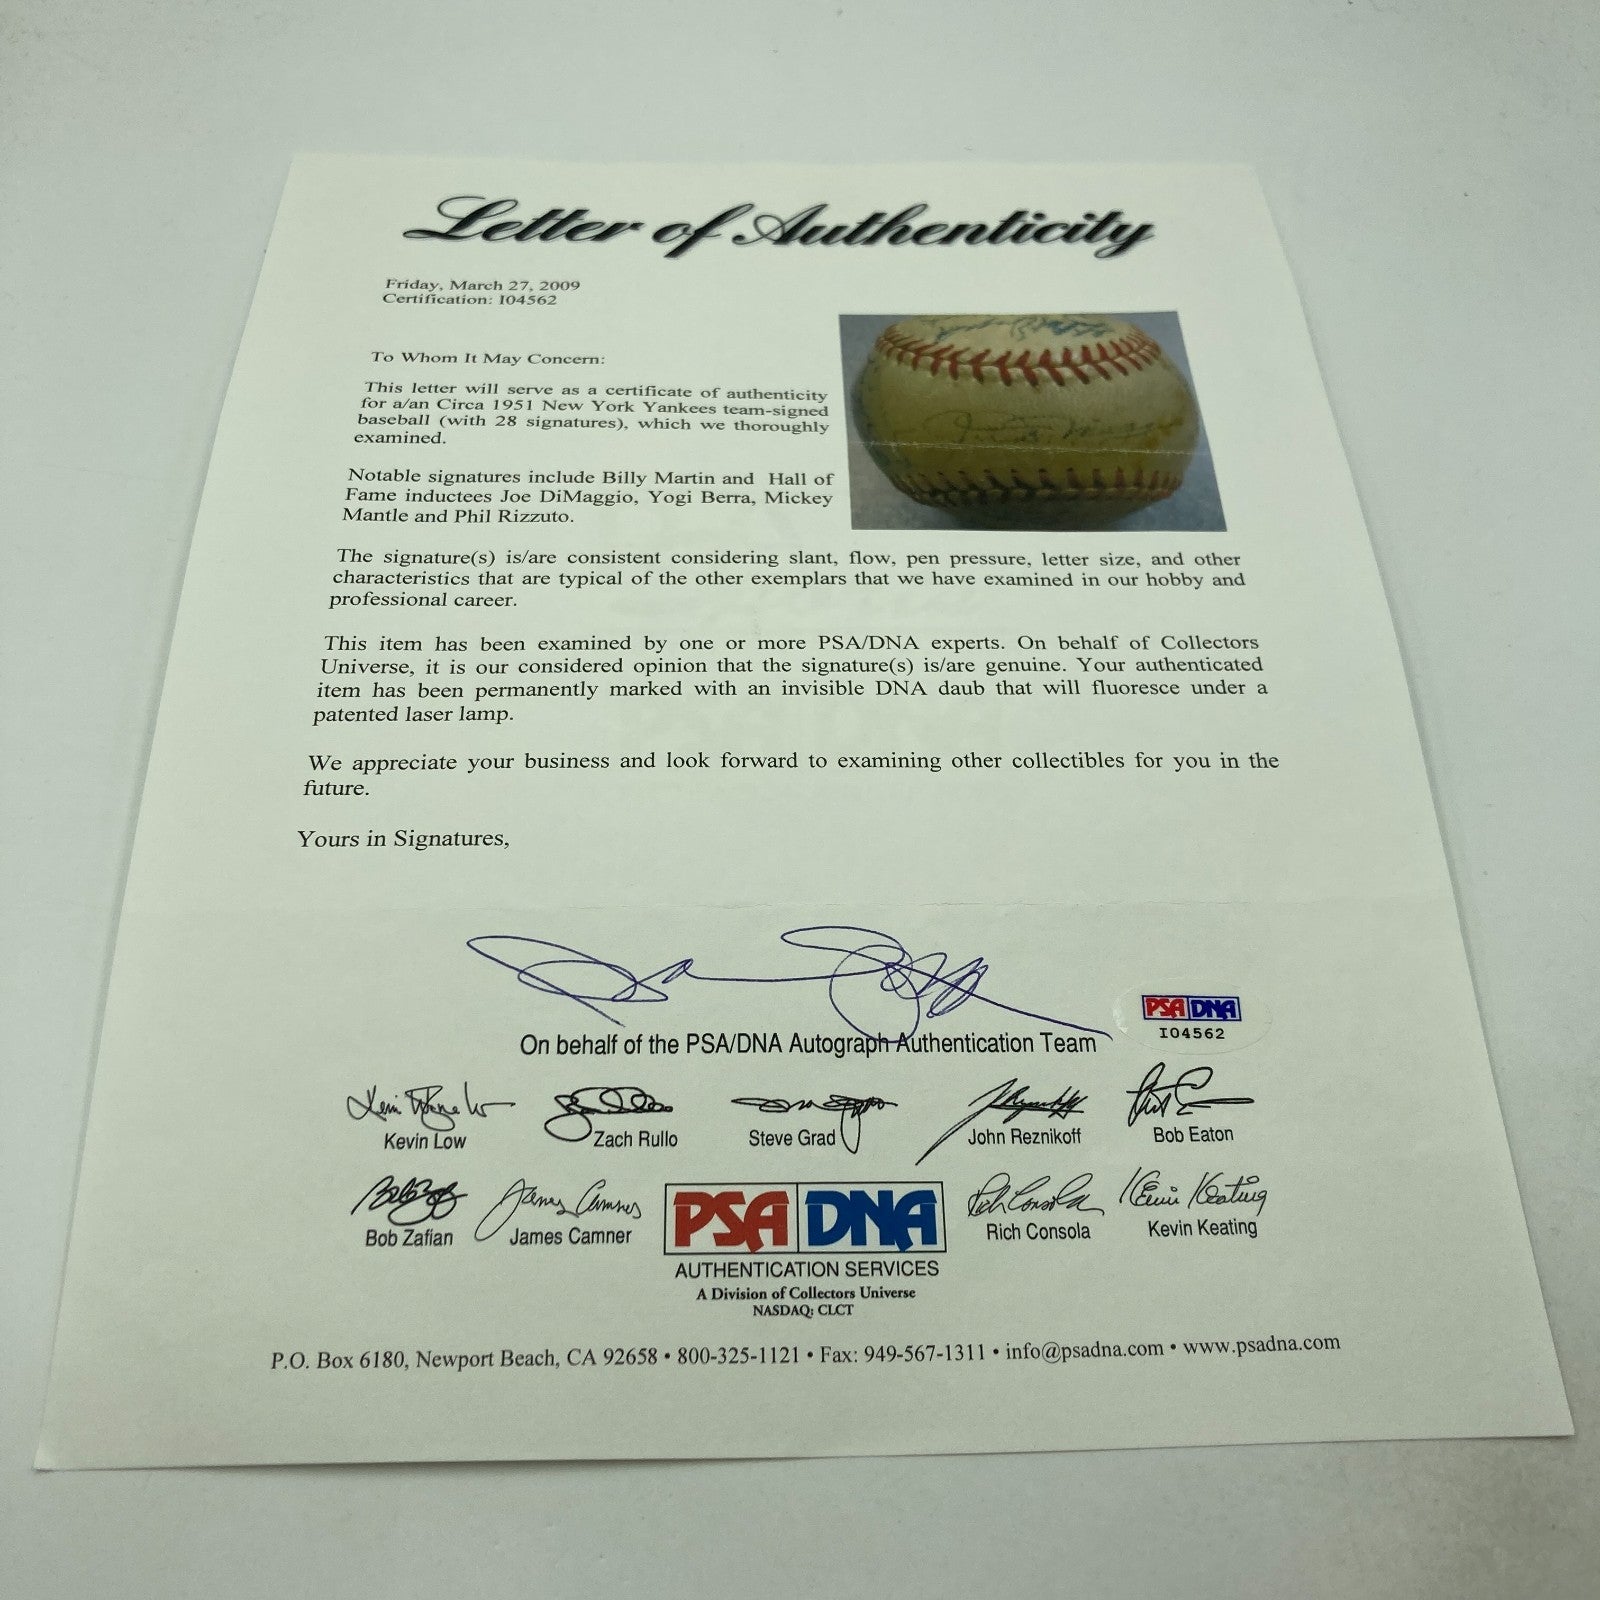 Letter of Authenticity
Friday, March 27, 2009
Certification: I04562
To Whom It May Concern:
This letter will serve as a certificate of authenticity
for a/an Circa 1951 New York Yankees team-signed
baseball (with 28 signatures), which we thoroughly
examined.
Notable signatures include Billy Martin and Hall of
Fame inductees Joe DiMaggio, Yogi Berra, Mickey
Mantle and Phil Rizzuto.
The signature(s) is/are consistent considering slant, flow, pen pressure, letter size, and other
characteristics that are typical of the other exemplars that we have examined in our hobby and
professional career.
This item has been examined by one or more PSA/DNA experts. On behalf of Collectors
Universe, it is our considered opinion that the signature(s) is/are genuine. Your authenticated
item has been permanently marked with an invisible DNA daub that will fluoresce under a
patented laser lamp.
We appreciate your business and look forward to examining other collectibles for you in the
future.
Yours in Signatures,
PSA DNA
I04562
On behalf of the PSA/DNA Autograph Authentication Team
Kevin Low Zach Rullo Steve Grad John Reznikoff Bob Eaton
James Camner Rich Consola Kevin Keating
Bob Zafian James Camner Rich Consola Kevin Keating
PSA DNA
AUTHENTICATION SERVICES
A Division of Collectors Universe
NASDAQ: CLCT
P.O. Box 6180, Newport Beach, CA 92658 • 800-325-1121 • Fax: 949-567-1311 • info@psadna.com • www.psadna.com